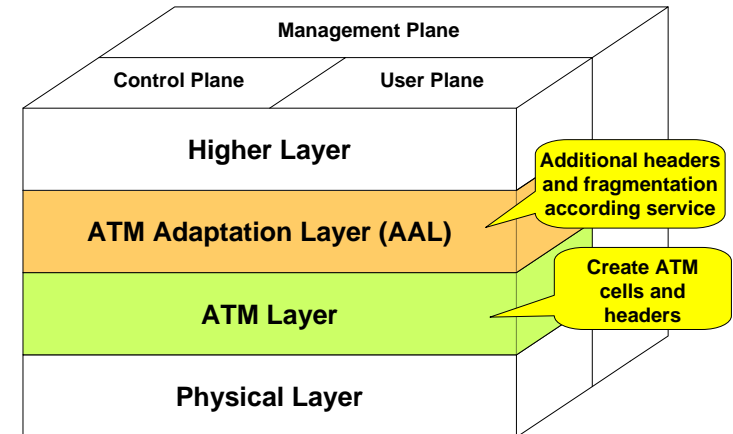 Management Plane
Control Plane
User Plane
Higher Layer
Additional headers
and fragmentation
according service
ATM Adaptation Layer (AAL)
Create ATM
cells and
headers
ATM Layer
Physical Layer